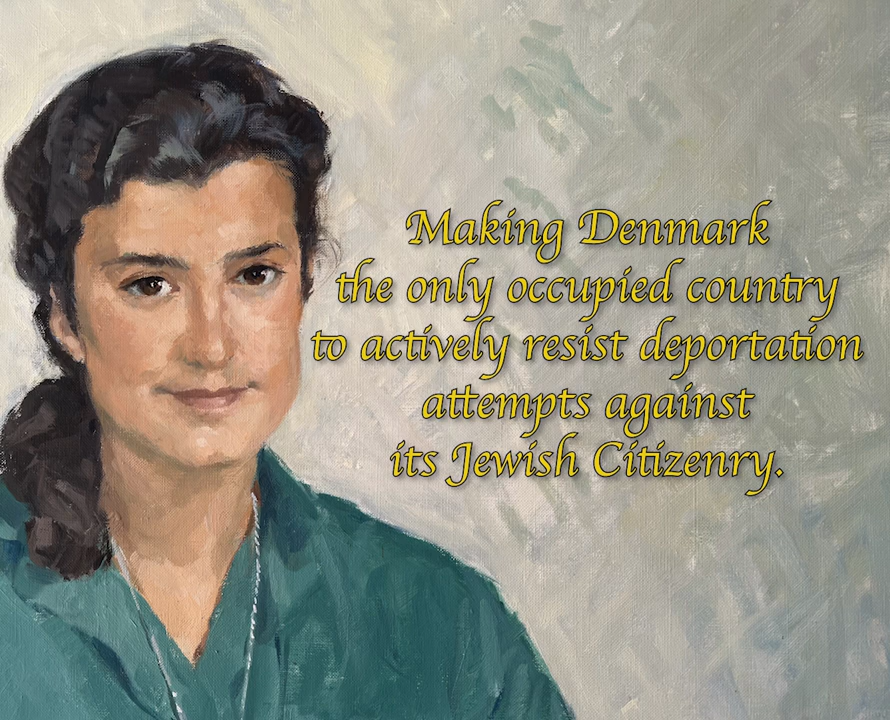 Making Denmark
the only occupied country
to actively resist deportation
attempts against
its Jewish Citizenry.